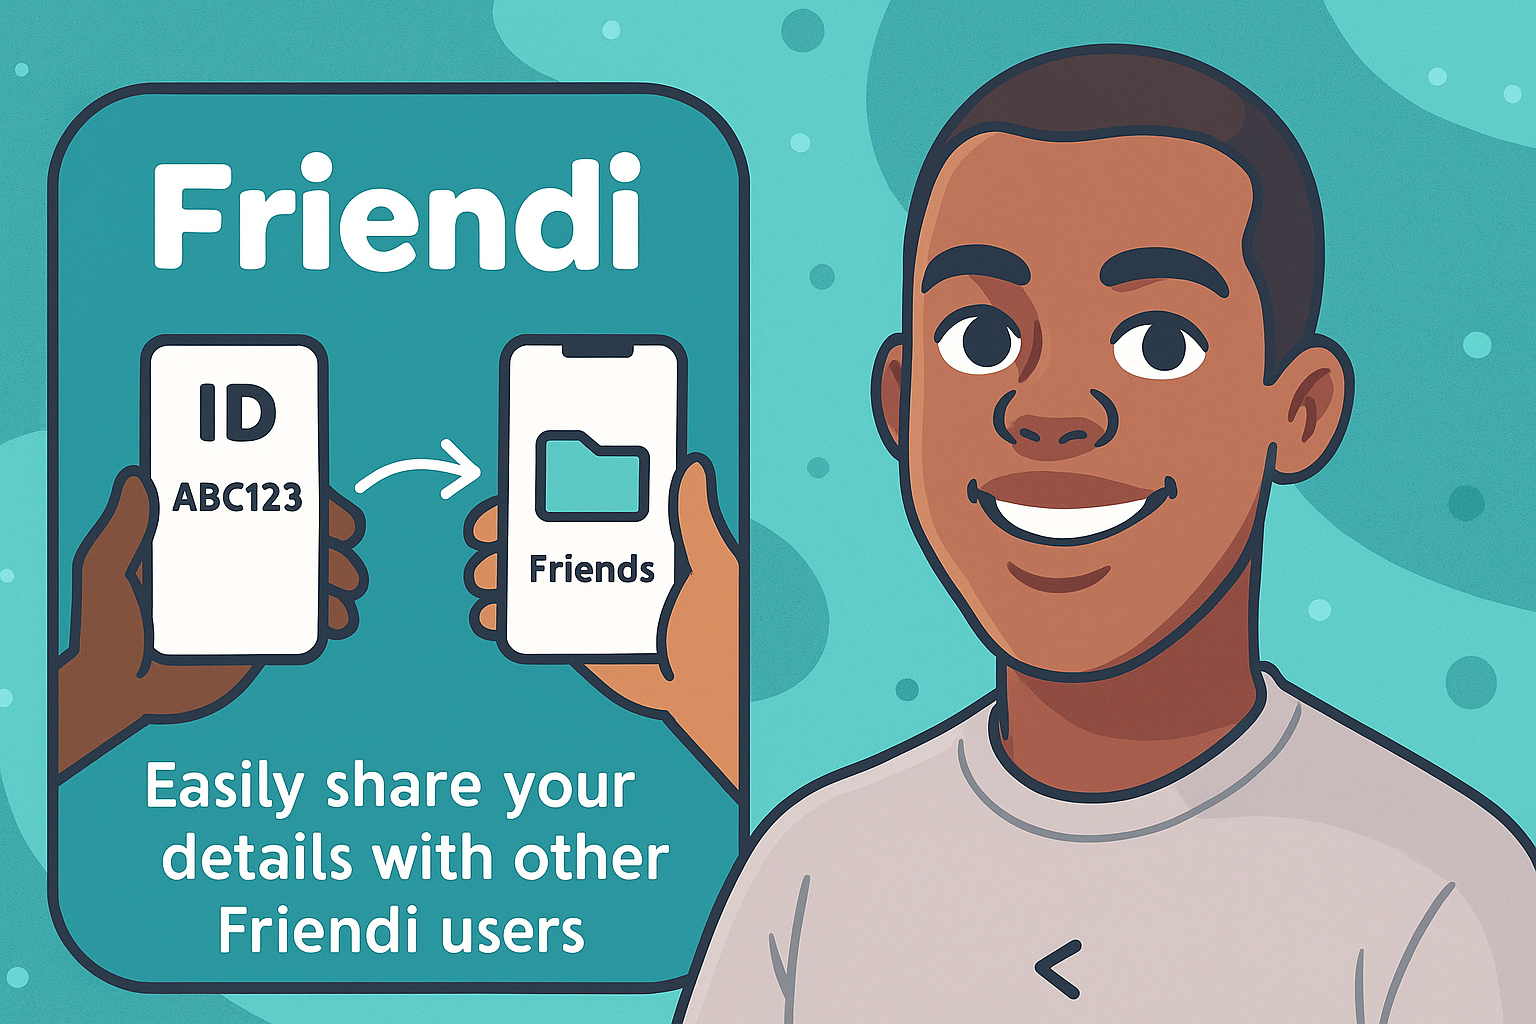 Friendi
ID
ABC123
Friends
Easily share your
details with other
Friendi users